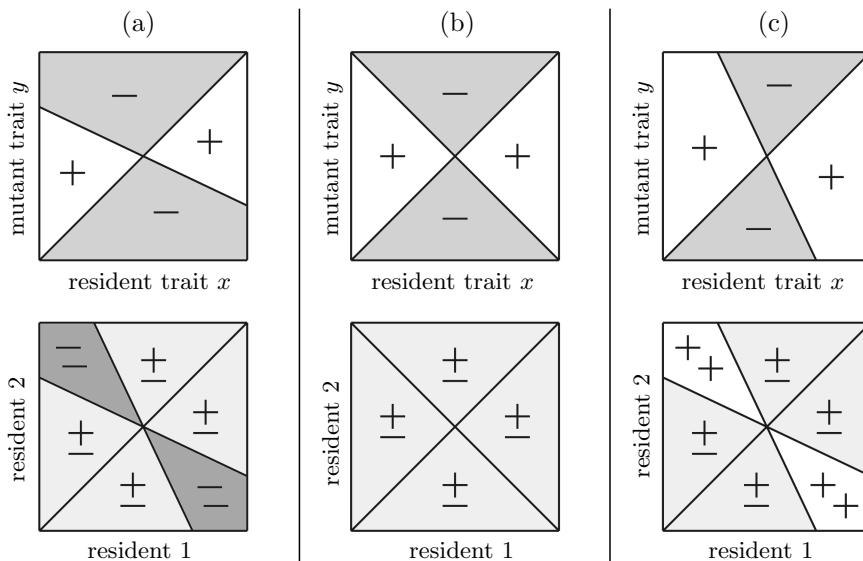 (a)
(b)
(c)
mutant trait y
mutant trait y
mutant trait y
−
+
+
−
−
+
+
−
−
+
+
−
resident trait x
resident trait x
resident trait x
resident 2
resident 2
resident 2
− −
±
±
±
±
− −
±
±
±
±
+ +
±
±
±
±
+ +
resident 1
resident 1
resident 1